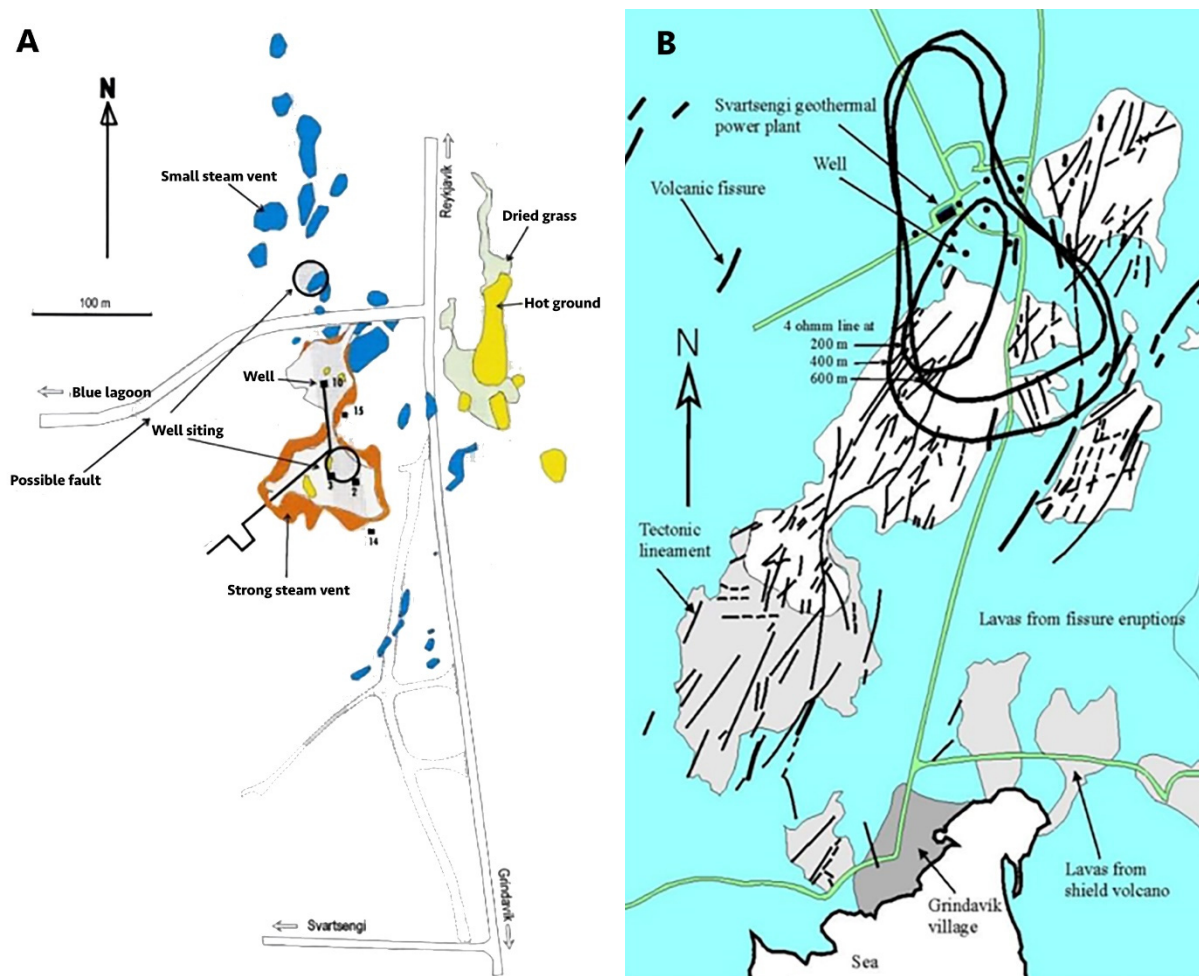 A
N
Small steam vent
Reykjavík
Dried grass
Hot ground
100 m
Well
10
Blue lagoon
15
Well siting
Possible fault
3
2
14
Strong steam vent
Grindavík
Svartsengi
B
Svartsengi geothermal
power plant
Well
Volcanic fissure
4 ohmm line at
200 m
400 m
600 m
N
Tectonic
lineament
Lavas from fissure eruptions
Lavas from
shield volcano
Grindavík
village
Sea